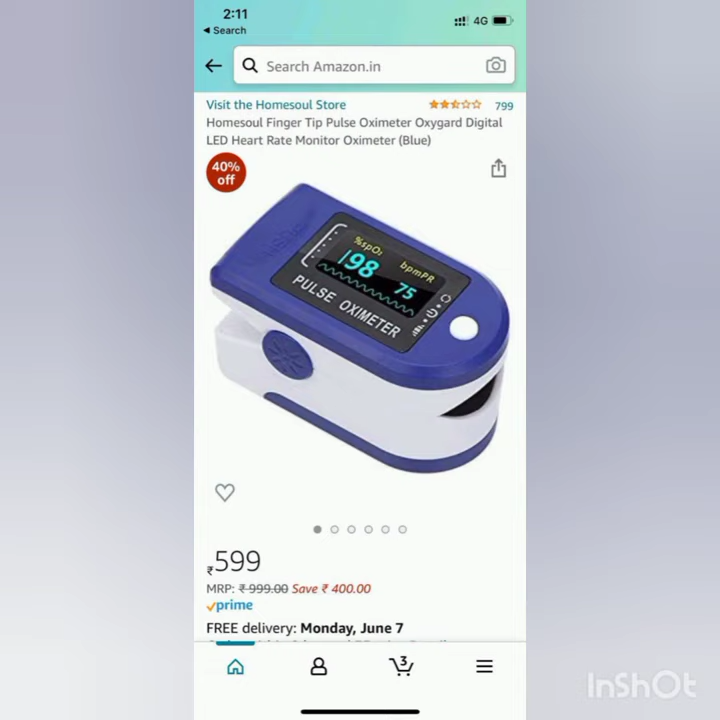 2:11
4G
Search
Search Amazon.in
Visit the Homesoul Store
799
Homesoul Finger Tip Pulse Oximeter Oxygard Digital
LED Heart Rate Monitor Oximeter (Blue)
40%
off
%spO₂
bpmPR
98
75
PULSE OXIMETER
₹599
MRP: ₹ 999.00 Save ₹ 400.00
prime
FREE delivery: Monday, June 7
3
InShOt